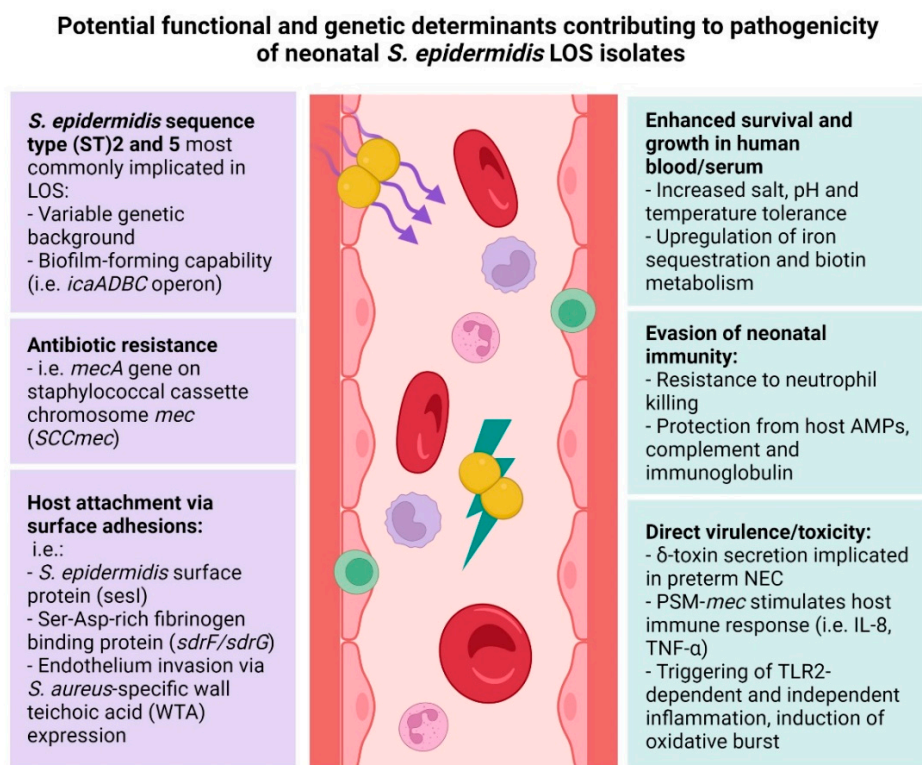 Potential functional and genetic determinants contributing to pathogenicity
of neonatal S. epidermidis LOS isolates
S. epidermidis sequence
type (ST)2 and 5 most
commonly implicated in
LOS:
- Variable genetic
background
- Biofilm-forming capability
(i.e. icaADBC operon)
Antibiotic resistance
- i.e. mecA gene on
staphylococcal cassette
chromosome mec
(SCCmec)
Host attachment via
surface adhesions:
i.e.:
- S. epidermidis surface
protein (sesI)
- Ser-Asp-rich fibrinogen
binding protein (sdrF/sdrG)
- Endothelium invasion via
S. aureus-specific wall
teichoic acid (WTA)
expression
Enhanced survival and
growth in human
blood/serum
- Increased salt, pH and
temperature tolerance
- Upregulation of iron
sequestration and biotin
metabolism
Evasion of neonatal
immunity:
- Resistance to neutrophil
killing
- Protection from host AMPs,
complement and
immunoglobulin
Direct virulence/toxicity:
- δ-toxin secretion implicated
in preterm NEC
- PSM-mec stimulates host
immune response (i.e. IL-8,
TNF-α)
- Triggering of TLR2-
dependent and independent
inflammation, induction of
oxidative burst